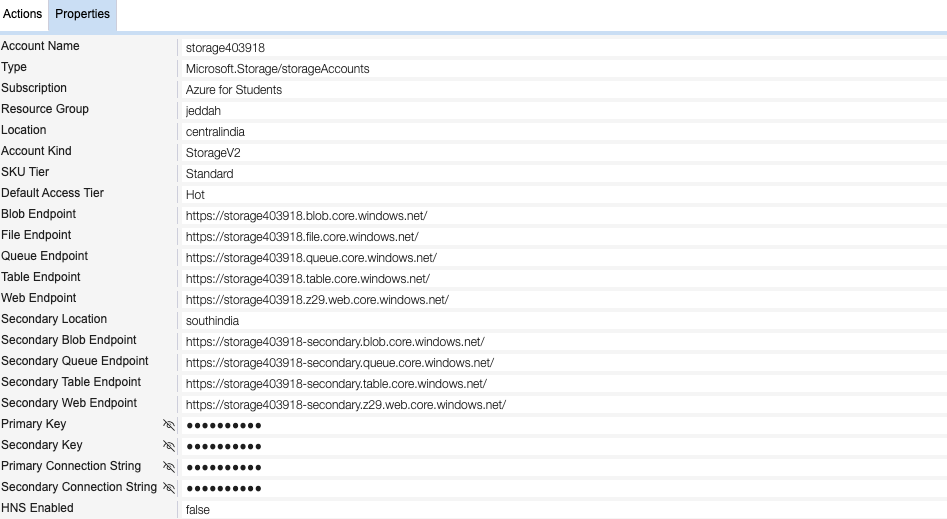 Actions Properties
Account Name storage403918
Type Microsoft.Storage/storageAccounts
Subscription Azure for Students
Resource Group jeddah
Location centralindia
Account Kind StorageV2
SKU Tier Standard
Default Access Tier Hot
Blob Endpoint https://storage403918.blob.core.windows.net/
File Endpoint https://storage403918.file.core.windows.net/
Queue Endpoint https://storage403918.queue.core.windows.net/
Table Endpoint https://storage403918.table.core.windows.net/
Web Endpoint https://storage403918.z29.web.core.windows.net/
Secondary Location southindia
Secondary Blob Endpoint https://storage403918-secondary.blob.core.windows.net/
Secondary Queue Endpoint https://storage403918-secondary.queue.core.windows.net/
Secondary Table Endpoint https://storage403918-secondary.table.core.windows.net/
Secondary Web Endpoint https://storage403918-secondary.z29.web.core.windows.net/
Primary Key ●●●●●●●●●●
Secondary Key ●●●●●●●●●●
Primary Connection String ●●●●●●●●●●
Secondary Connection String ●●●●●●●●●●
HNS Enabled false